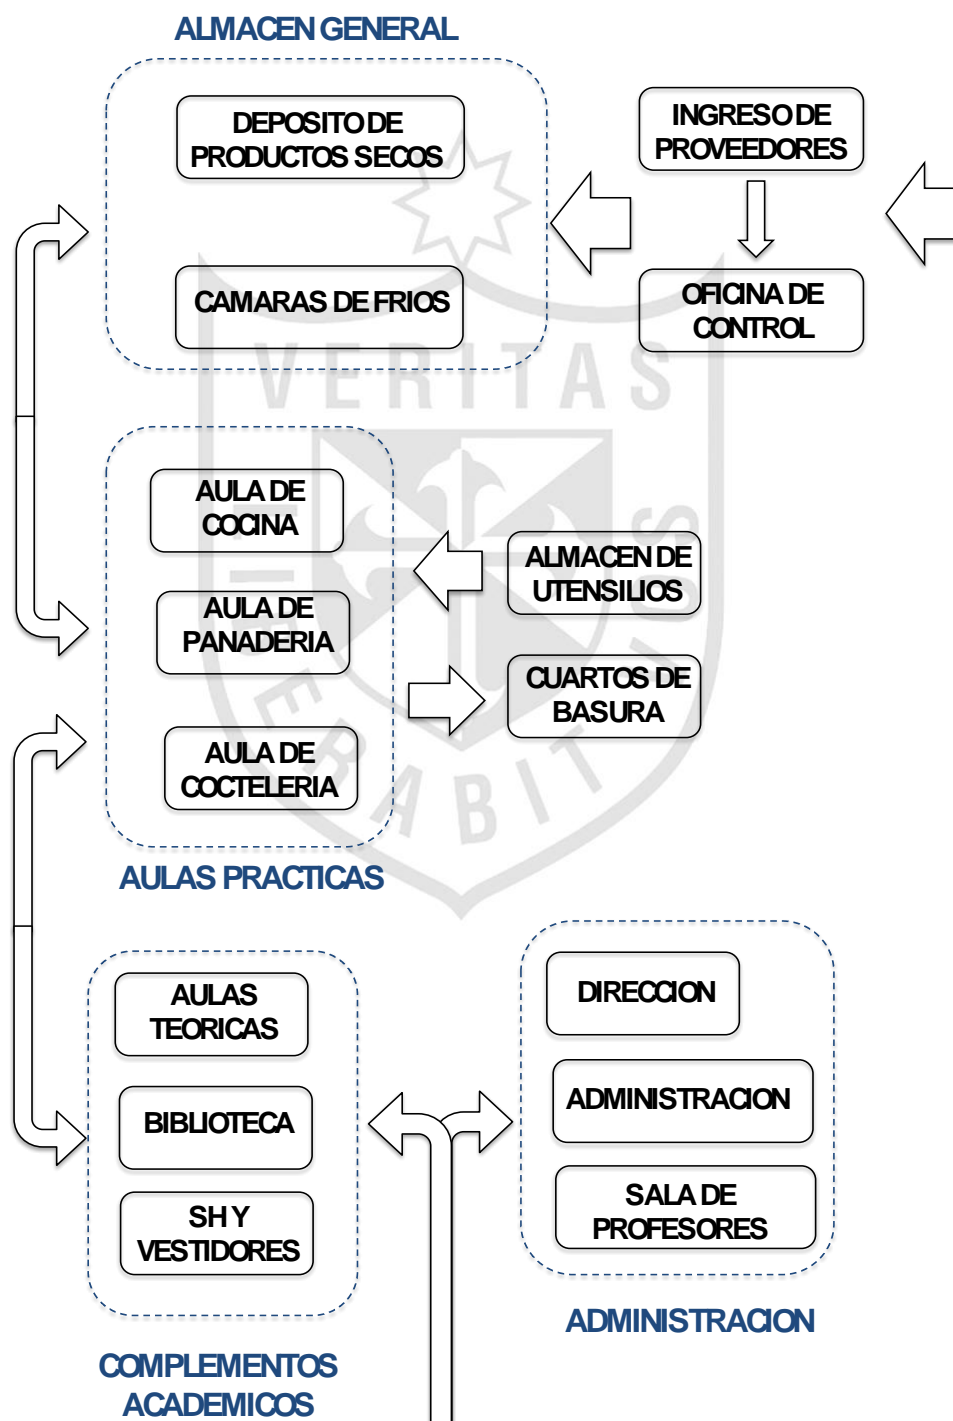 ALMACEN GENERAL
DEPOSITO DE
PRODUCTOS SECOS
INGRESO DE
PROVEEDORES
CAMARAS DE FRIOS
OFICINA DE
CONTROL
VERITAS
AULA DE
COCINA
ALMACEN DE
UTENSILIOS
AULA DE
PANADERIA
CUARTOS DE
BASURA
AULA DE
COCTELERIA
LIBERABIT VOS
AULAS PRACTICAS
AULAS
TEORICAS
DIRECCION
BIBLIOTECA
ADMINISTRACION
SH Y
VESTIDORES
SALA DE
PROFESORES
ADMINISTRACION
COMPLEMENTOS
ACADEMICOS